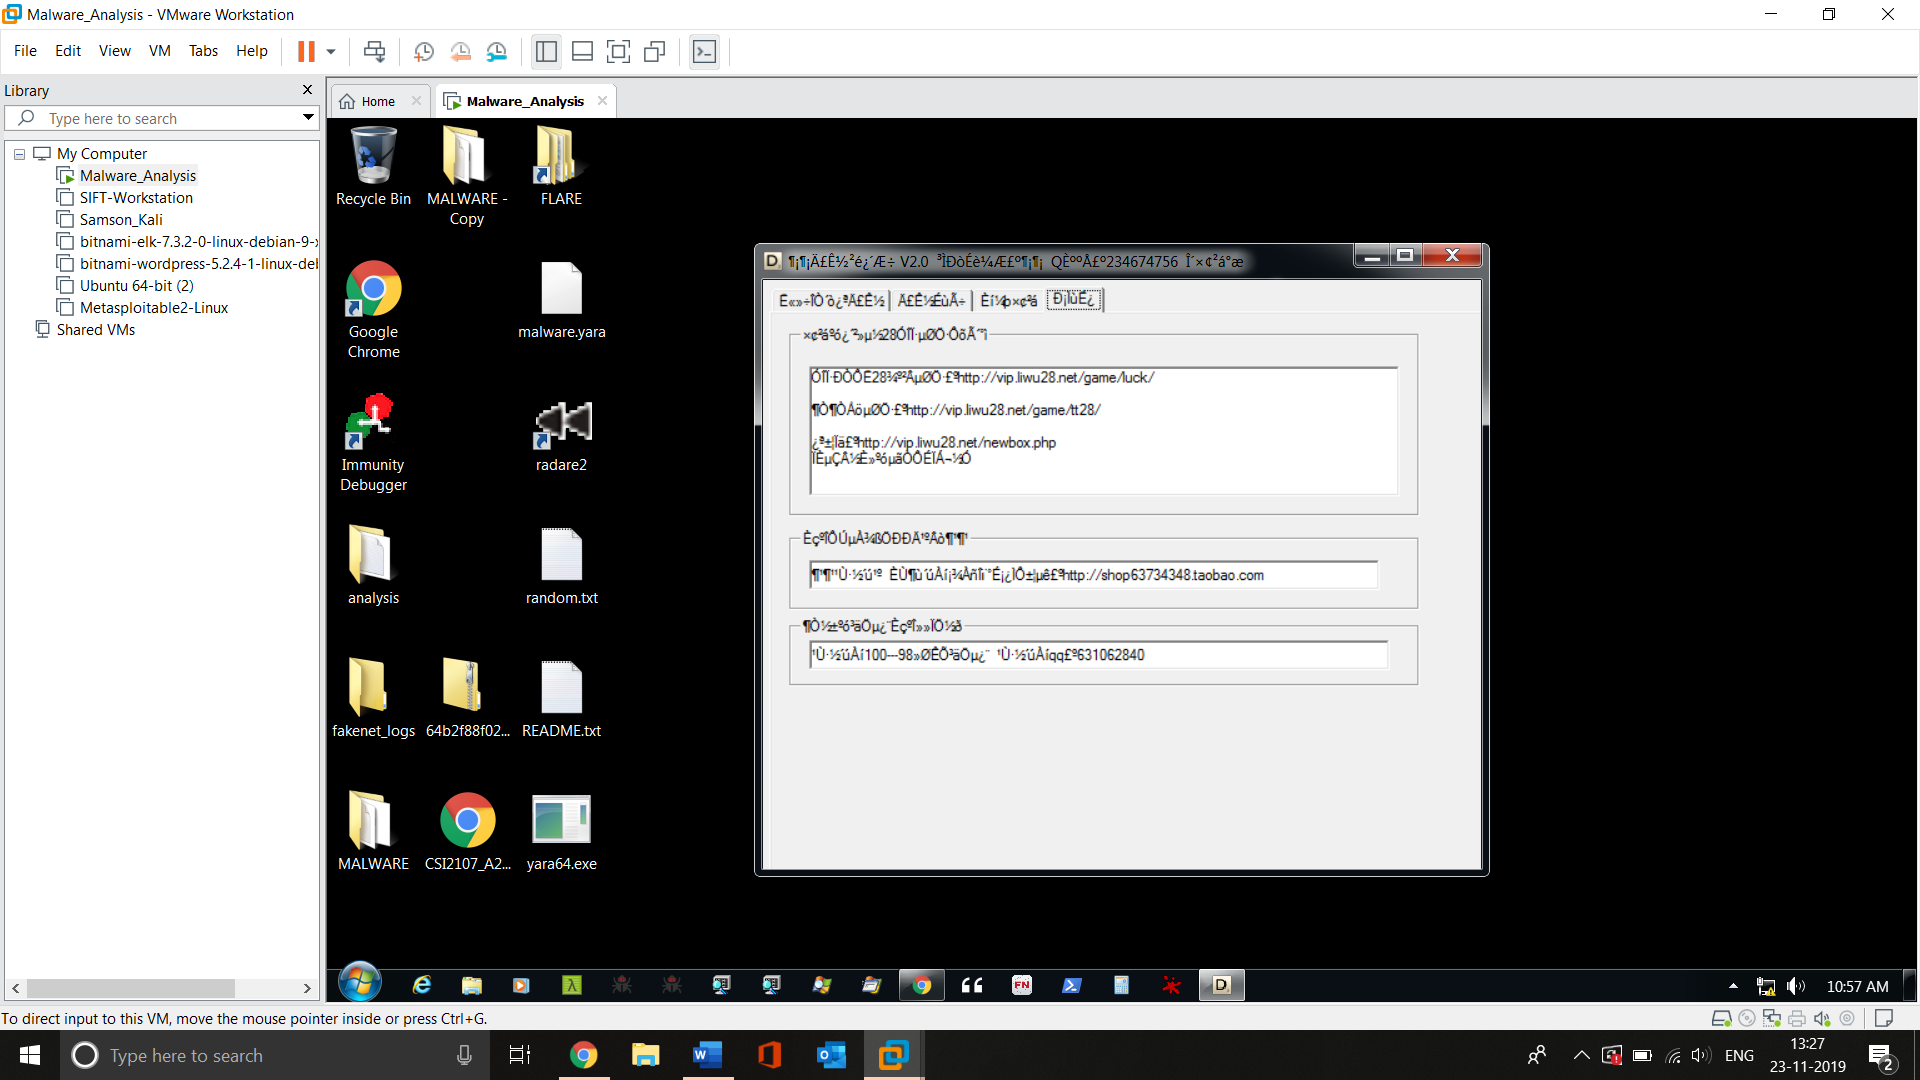 Malware_Analysis - VMware Workstation
File Edit View VM Tabs Help
Library
Type here to search
My Computer
Malware_Analysis
SIFT-Workstation
Samson_Kali
bitnami-elk-7.3.2-0-linux-debian-9-x
bitnami-wordpress-5.2.4-1-linux-deb
Ubuntu 64-bit (2)
Metasploitable2-Linux
Shared VMs
Home
Malware_Analysis
Recycle Bin
MALWARE - Copy
FLARE
Google Chrome
malware.yara
Immunity Debugger
radare2
analysis
random.txt
fakenet_logs
64b2f88f02...
README.txt
MALWARE
CSI2107_A2...
yara64.exe
V2.0
http://vip.liwu28.net/game/luck/
http://vip.liwu28.net/game/tt28/
http://vip.liwu28.net/newbox.php
http://shop63734348.taobao.com
10:57 AM
To direct input to this VM, move the mouse pointer inside or press Ctrl+G.
Type here to search
ENG
13:27
23-11-2019
2